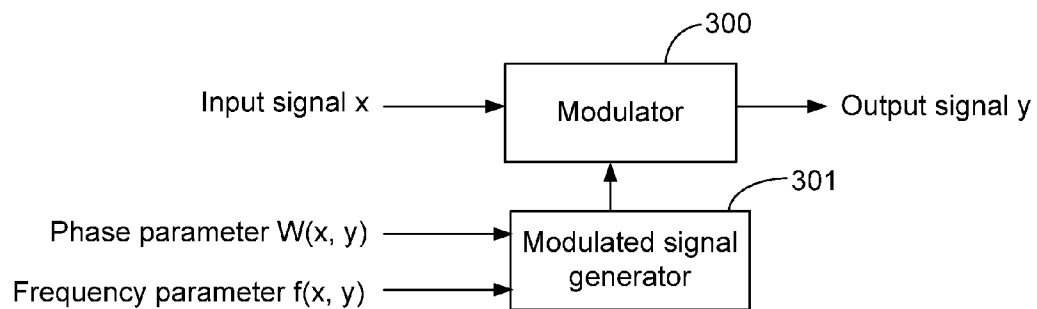 300
Input signal x
Modulator
Output signal y
301
Phase parameter W(x, y)
Modulated signal
generator
Frequency parameter f(x, y)